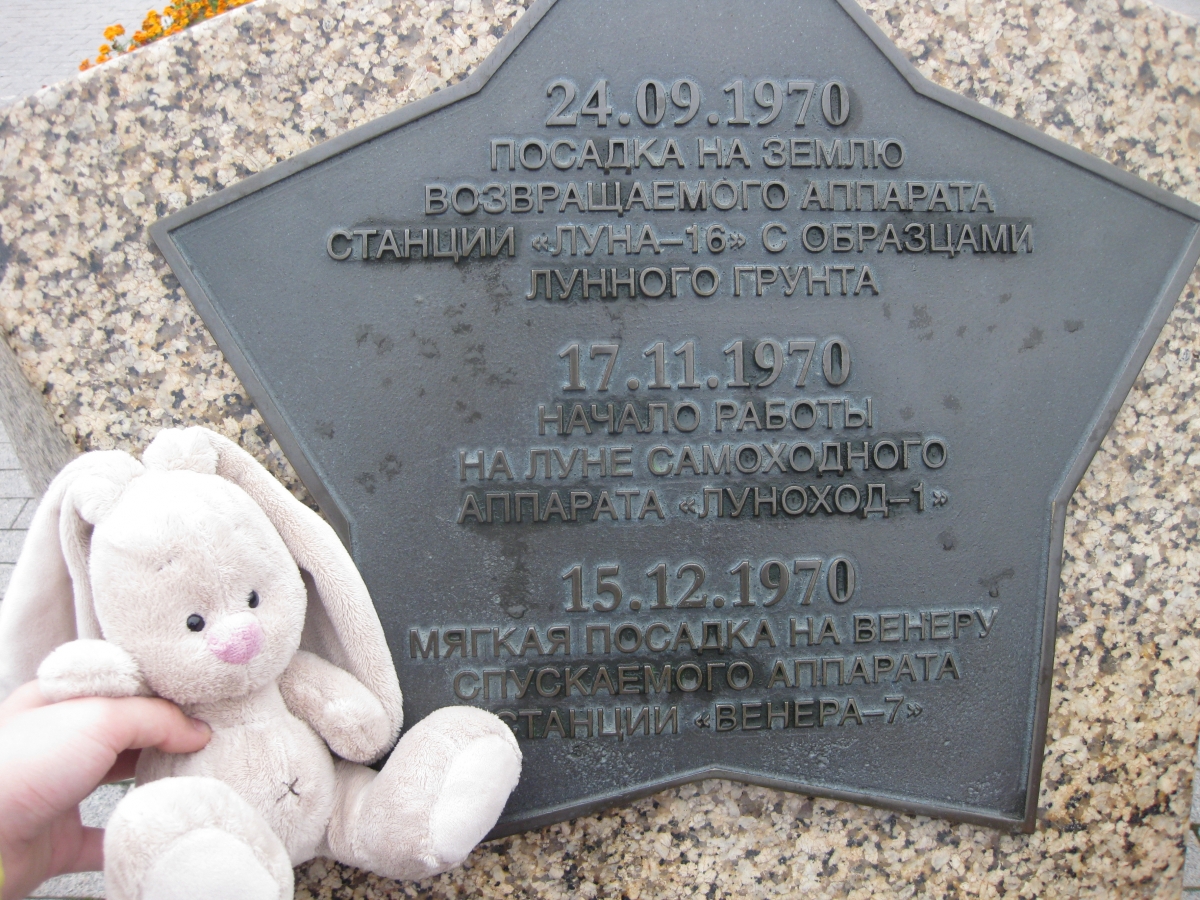 24.09.1970
ПОСАДКА НА ЗЕМЛЮ
ВОЗВРАЩАЕМОГО АППАРАТА
СТАНЦИИ «ЛУНА–16» С ОБРАЗЦАМИ
ЛУННОГО ГРУНТА
17.11.1970
НАЧАЛО РАБОТЫ
НА ЛУНЕ САМОХОДНОГО
АППАРАТА «ЛУНОХОД–1»
15.12.1970
МЯГКАЯ ПОСАДКА НА ВЕНЕРУ
СПУСКАЕМОГО АППАРАТА
СТАНЦИИ «ВЕНЕРА–7»